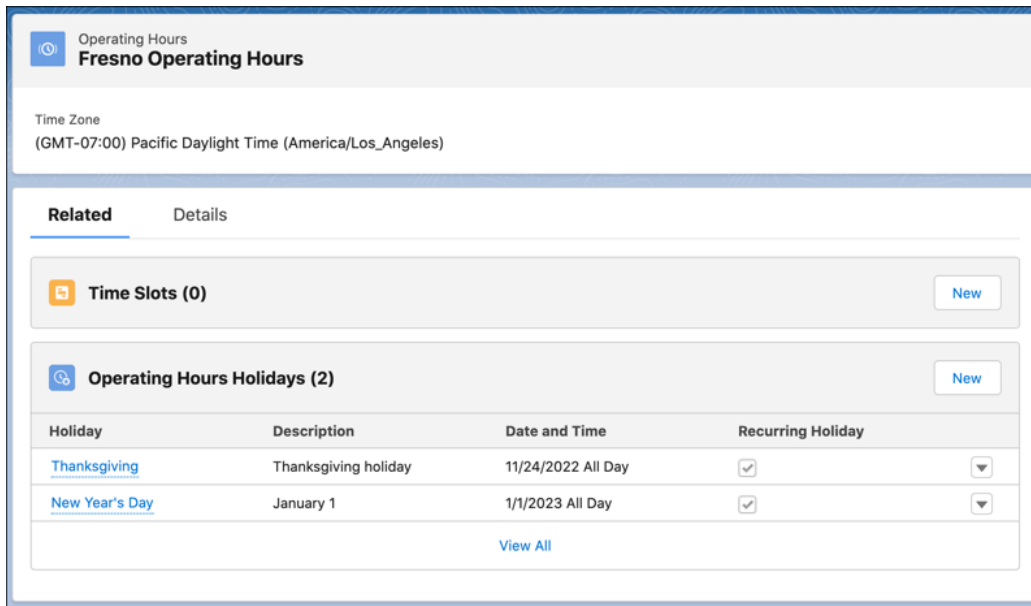 Operating Hours
Fresno Operating Hours
Time Zone
(GMT-07:00) Pacific Daylight Time (America/Los_Angeles)
Related Details
Time Slots (0) New
Operating Hours Holidays (2) New
Holiday Description Date and Time Recurring Holiday
Thanksgiving Thanksgiving holiday 11/24/2022 All Day
New Year's Day January 1 1/1/2023 All Day
View All